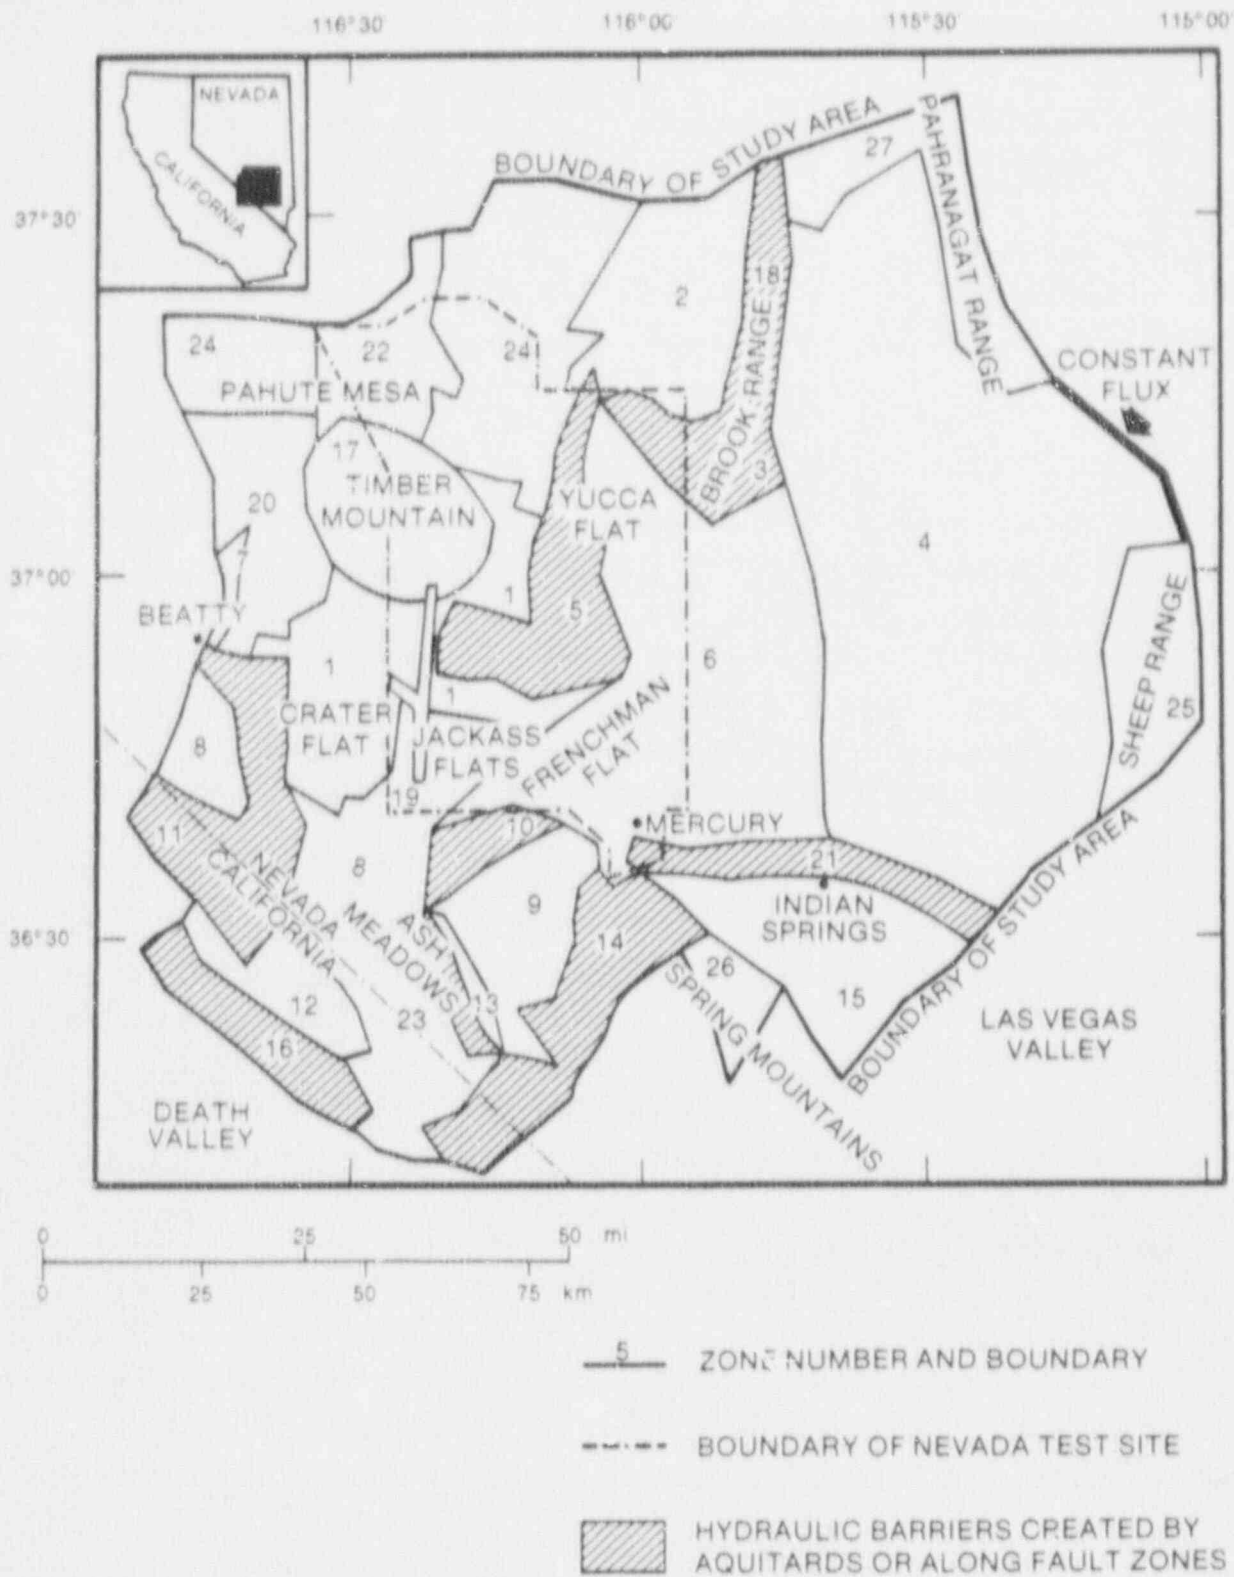 116°30'
116°00'
115°30'
115°00'
37°30'
37°00'
36°30'
NEVADA
CALIFORNIA
BOUNDARY OF STUDY AREA
27
PAHRANAGAT RANGE
18
2
24
22
24
PAHUTE MESA
CONSTANT
FLUX
BROOK RANGE
3
17
TIMBER
MOUNTAIN
YUCCA
FLAT
20
7
4
BEATTY
1
5
6
1
CRATER
FLAT
1
JACKASS
FLATS
FRENCHMAN
FLAT
SHEEP RANGE
25
8
19
10
MERCURY
11
21
8
9
INDIAN
SPRINGS
NEVADA
CALIFORNIA
ASH
MEADOWS
14
26
15
BOUNDARY OF STUDY AREA
12
23
13
16
SPRING MOUNTAINS
LAS VEGAS
VALLEY
DEATH
VALLEY
0 25 50 mi
0 25 50 75 km
5 ZONE NUMBER AND BOUNDARY
BOUNDARY OF NEVADA TEST SITE
HYDRAULIC BARRIERS CREATED BY
AQUITARDS OR ALONG FAULT ZONES